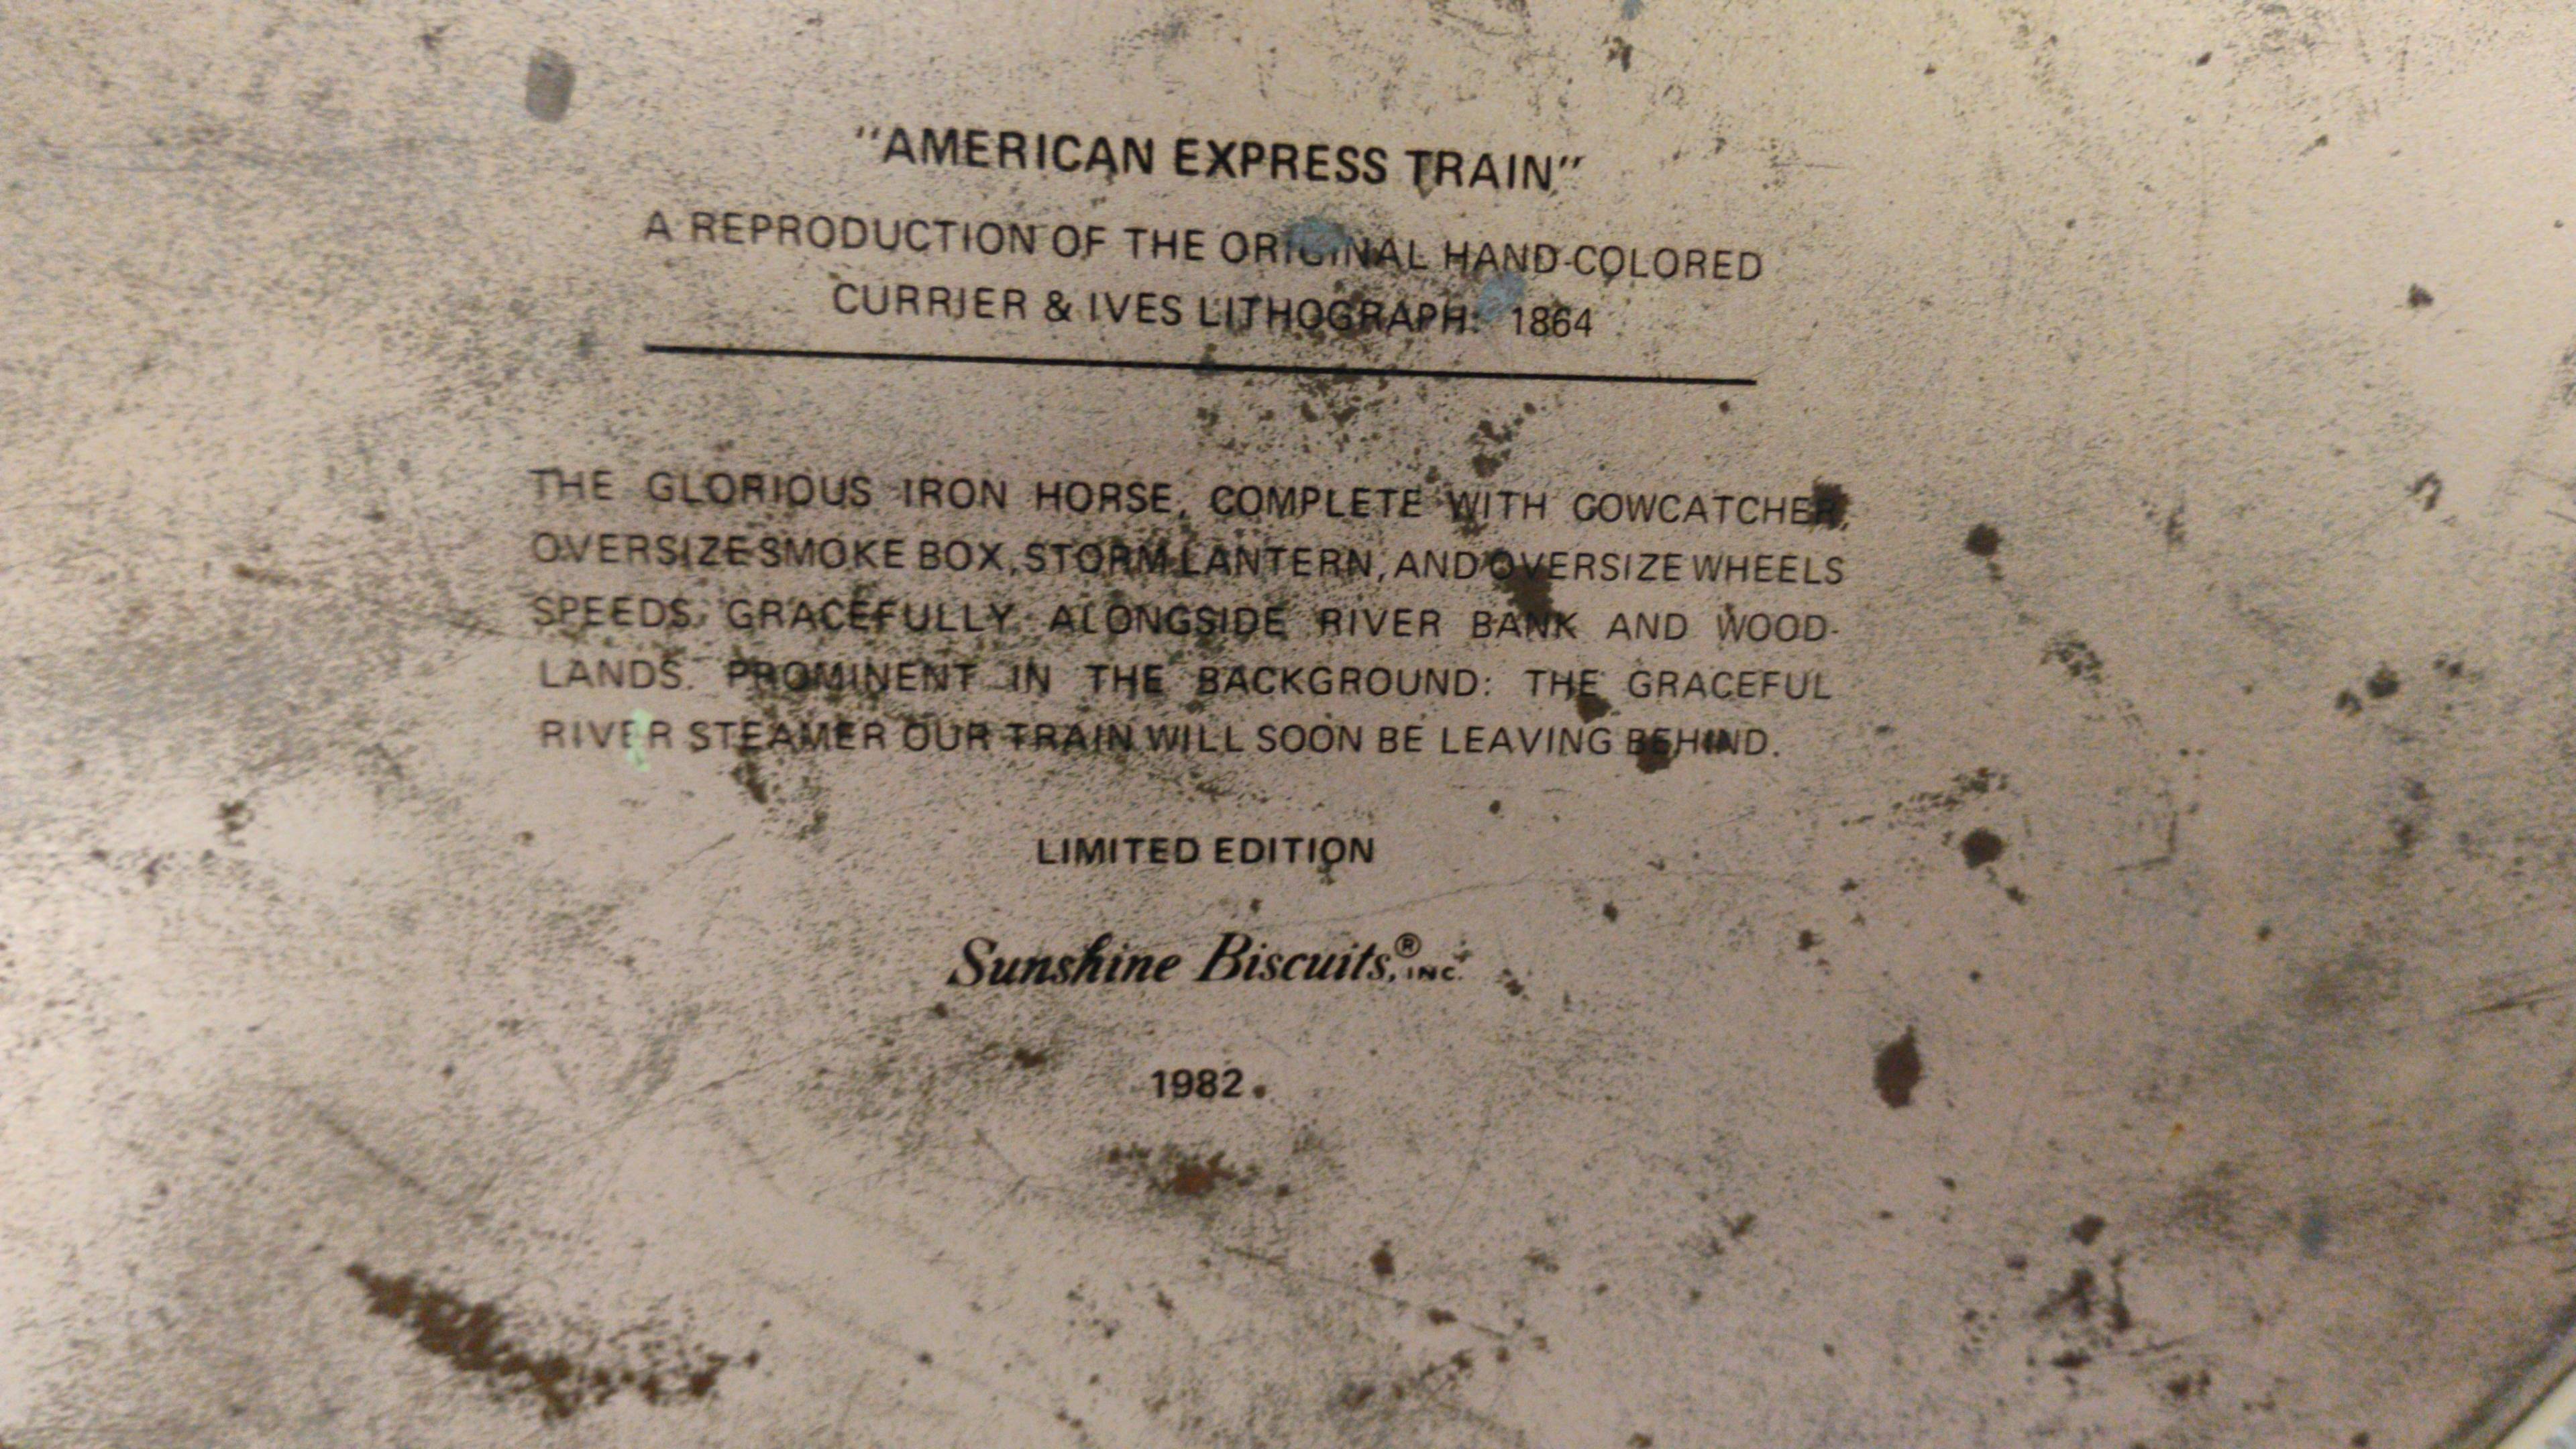 "AMERICAN EXPRESS TRAIN"
A REPRODUCTION OF THE ORIGINAL HAND-COLORED
CURRIER & IVES LITHOGRAPH: 1864
THE GLORIOUS IRON HORSE, COMPLETE WITH COWCATCHER,
OVERSIZE SMOKE BOX, STORM LANTERN, AND OVERSIZE WHEELS
SPEEDS GRACEFULLY ALONGSIDE RIVER BANK AND WOOD-
LANDS. PROMINENT IN THE BACKGROUND: THE GRACEFUL
RIVER STEAMER OUR TRAIN WILL SOON BE LEAVING BEHIND.
LIMITED EDITION
Sunshine Biscuits,® INC.
1982